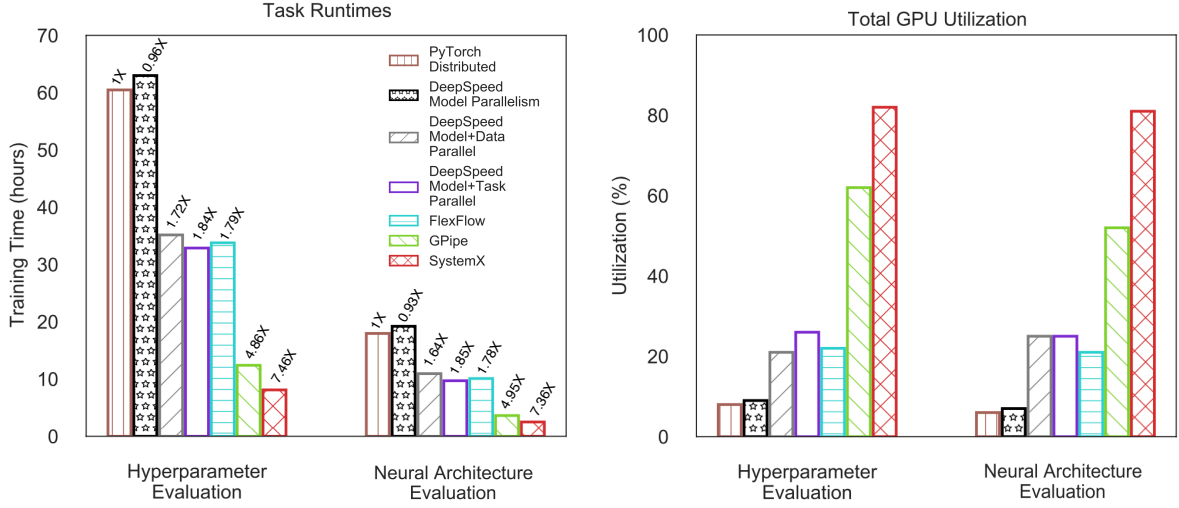 Task Runtimes
70
60
50
40
30
20
10
0
Training Time (hours)
1X
0.96X
1.72X
1.84X
1.79X
4.86X
7.46X
1X
0.93X
1.64X
1.85X
1.78X
4.95X
7.36X
PyTorch
Distributed
DeepSpeed
Model Parallelism
DeepSpeed
Model+Data
Parallel
DeepSpeed
Model+Task
Parallel
FlexFlow
GPipe
SystemX
Hyperparameter
Evaluation
Neural Architecture
Evaluation
Total GPU Utilization
100
80
60
40
20
0
Utilization (%)
Hyperparameter
Evaluation
Neural Architecture
Evaluation